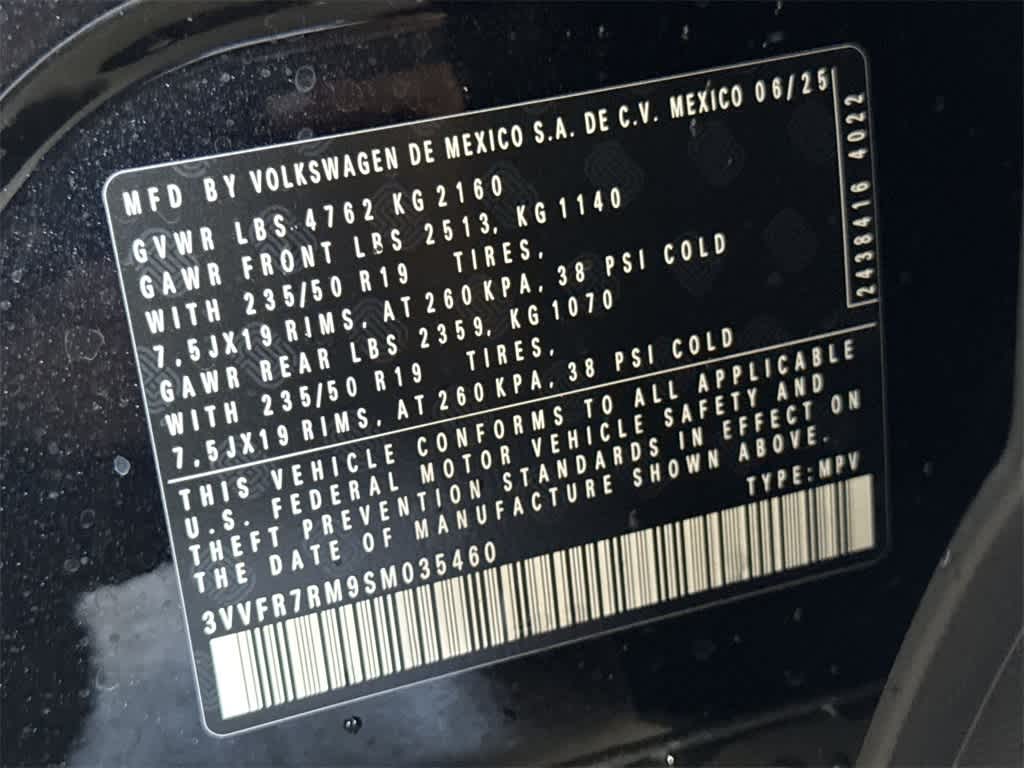 MFD BY VOLKSWAGEN DE MEXICO S.A. DE C.V. MEXICO 06/25
GVWR LBS 4762 KG 2160
GAWR FRONT LBS 2513, KG 1140
WITH 235/50 R19 TIRES,
7,5JX19 RIMS, AT 260 KPA, 38 PSI COLD
GAWR REAR LBS 2359, KG 1070
WITH 235/50 R19 TIRES,
7,5JX19 RIMS, AT 260 KPA, 38 PSI COLD
2438416 4022
THIS VEHICLE CONFORMS TO ALL APPLICABLE
U.S. FEDERAL MOTOR VEHICLE SAFETY AND
THEFT PREVENTION STANDARDS IN EFFECT ON
THE DATE OF MANUFACTURE SHOWN ABOVE.
3VVFR7RM9SM035460 TYPE:MPV